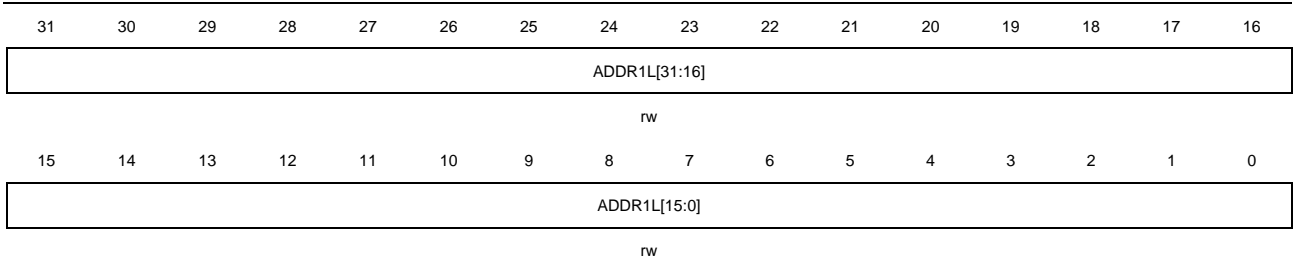 31 30 29 28 27 26 25 24 23 22 21 20 19 18 17 16
ADDR1L[31:16]
rw
15 14 13 12 11 10 9 8 7 6 5 4 3 2 1 0
ADDR1L[15:0]
rw